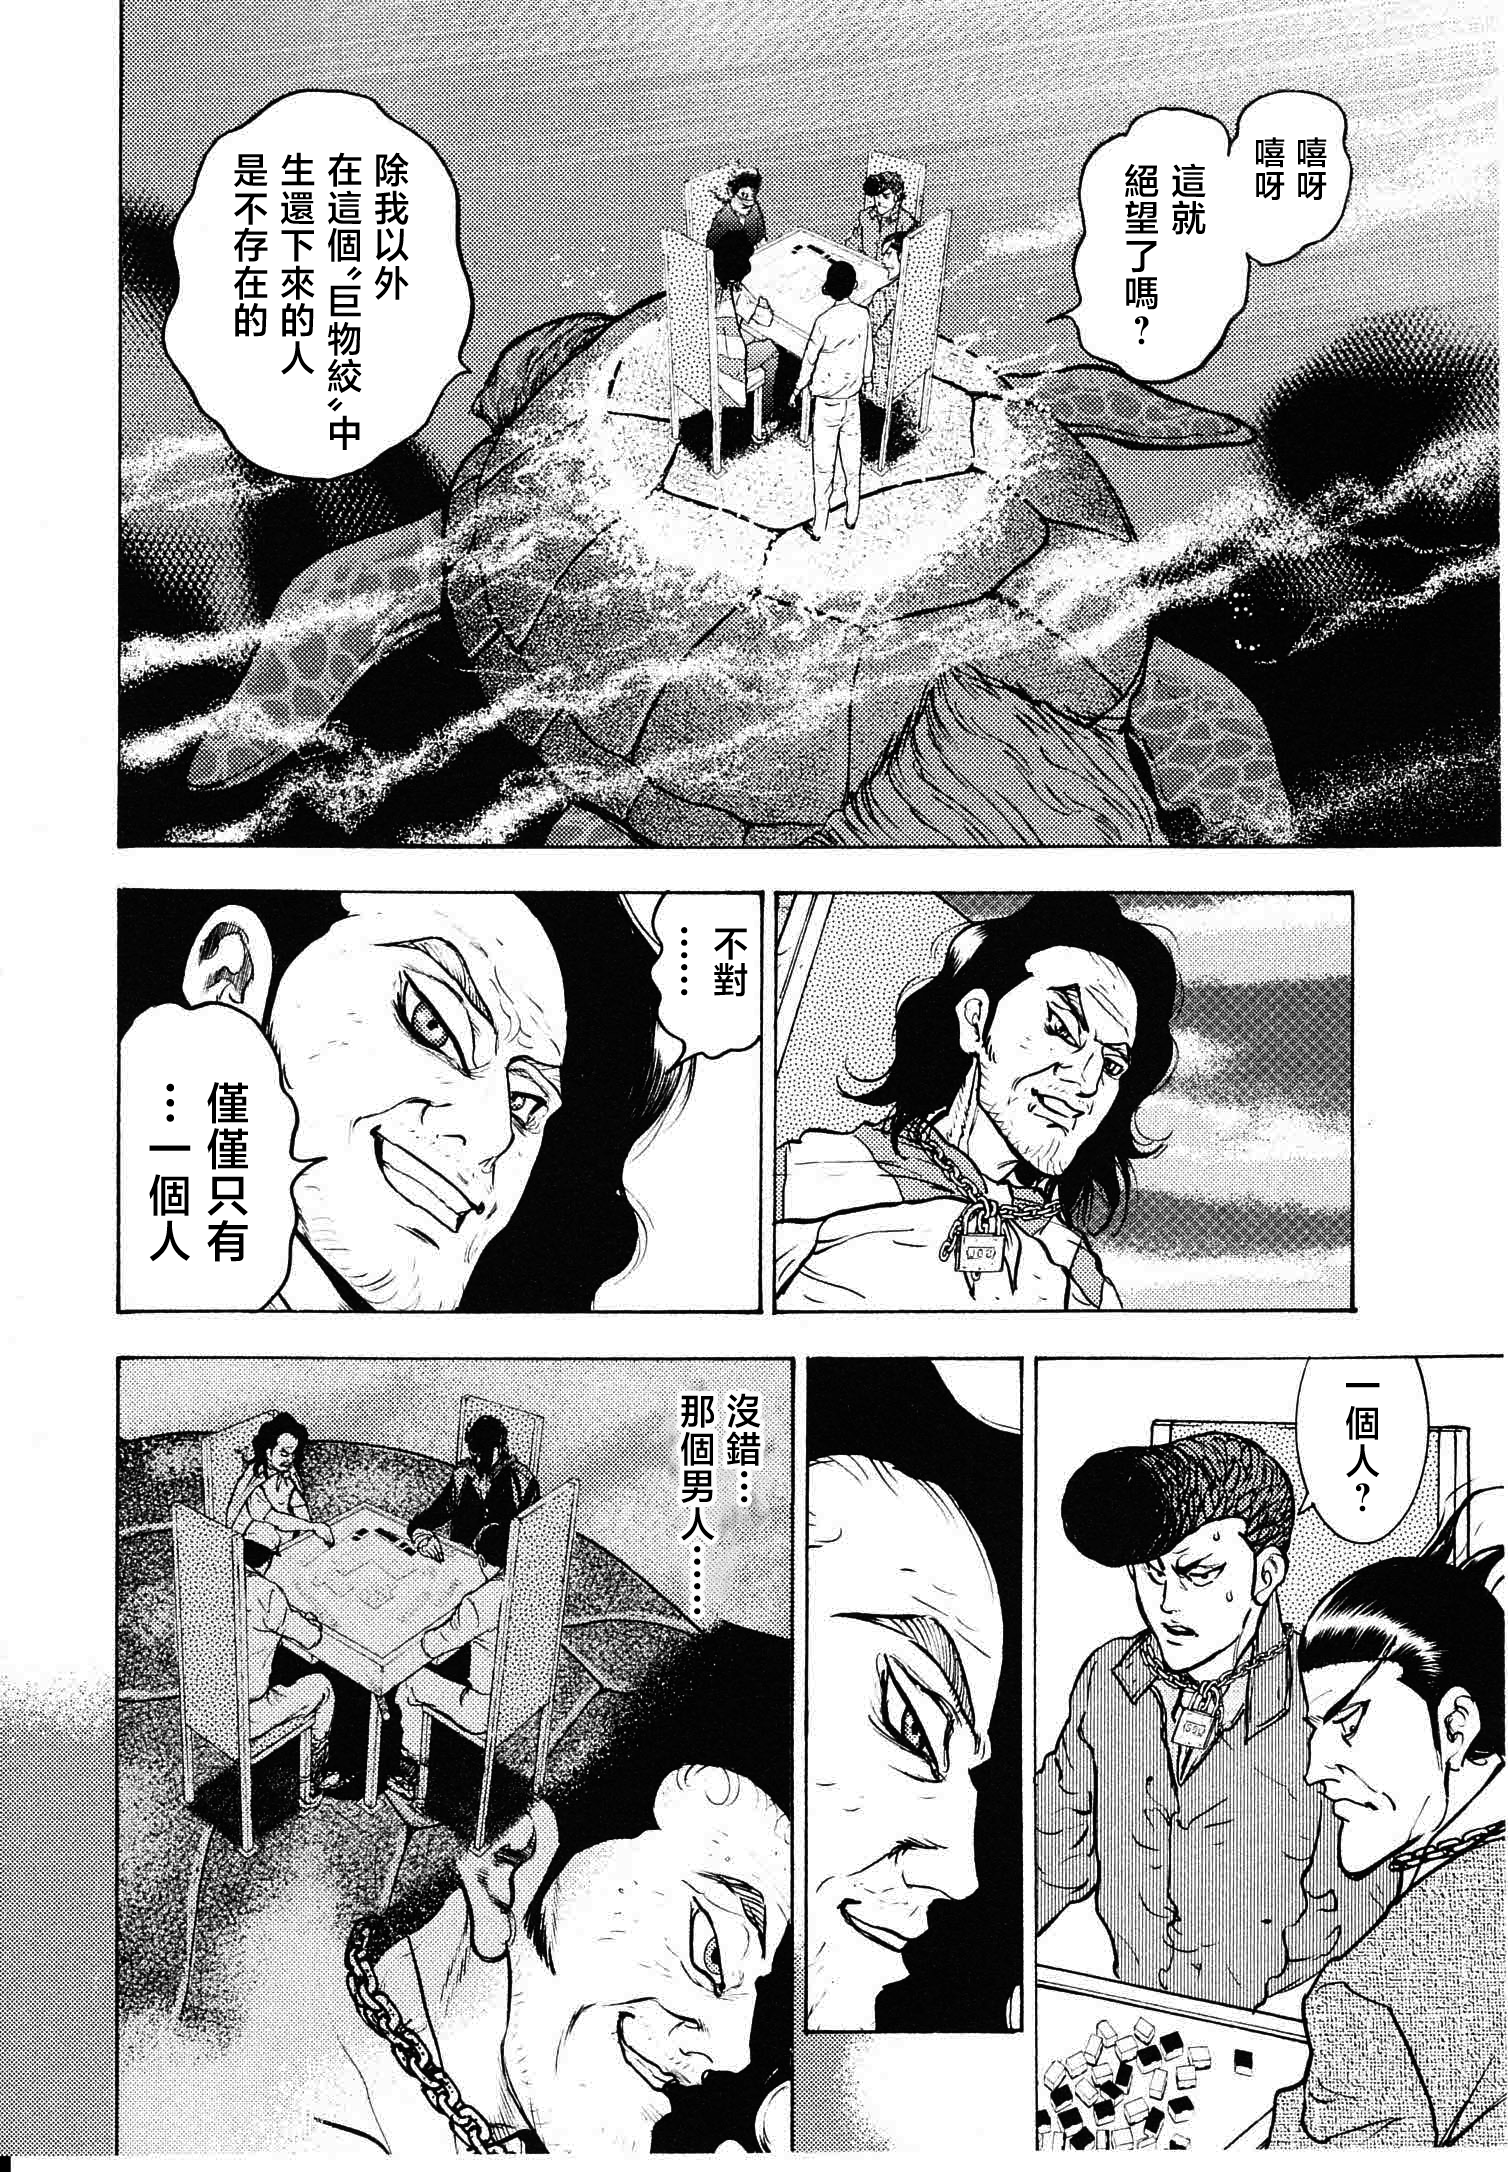 嘻呀
嘻呀
這就
絕望了嗎?
除我以外
在這個〝巨物絞〞中
生還下來的人
是不存在的
不對
……
僅僅只有
…一個人
一個人?
沒錯…
那個男人……